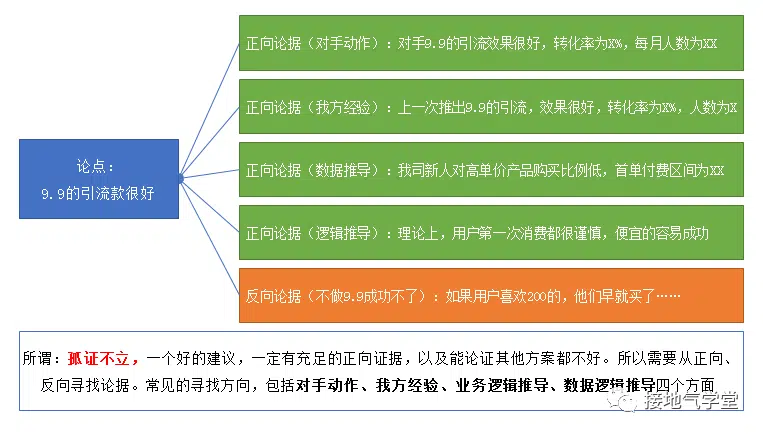 正向论据（对手动作）：对手9.9的引流效果很好，转化率为X%，每月人数为XX
正向论据（我方经验）：上一次推出9.9的引流，效果很好，转化率为X%，人数为X
论点：
9.9的引流款很好
正向论据（数据推导）：我司新人对高单价产品购买比例低，首单付费区间为XX
正向论据（逻辑推导）：理论上，用户第一次消费都很谨慎，便宜的容易成功
反向论据（不做9.9成功不了）：如果用户喜欢200的，他们早就买了……
所谓：孤证不立，一个好的建议，一定有充足的正向证据，以及能论证其他方案都不好。所以需要从正向、
反向寻找论据。常见的寻找方向，包括对手动作、我方经验、业务逻辑推导、数据逻辑推导四个方面
接地气学堂